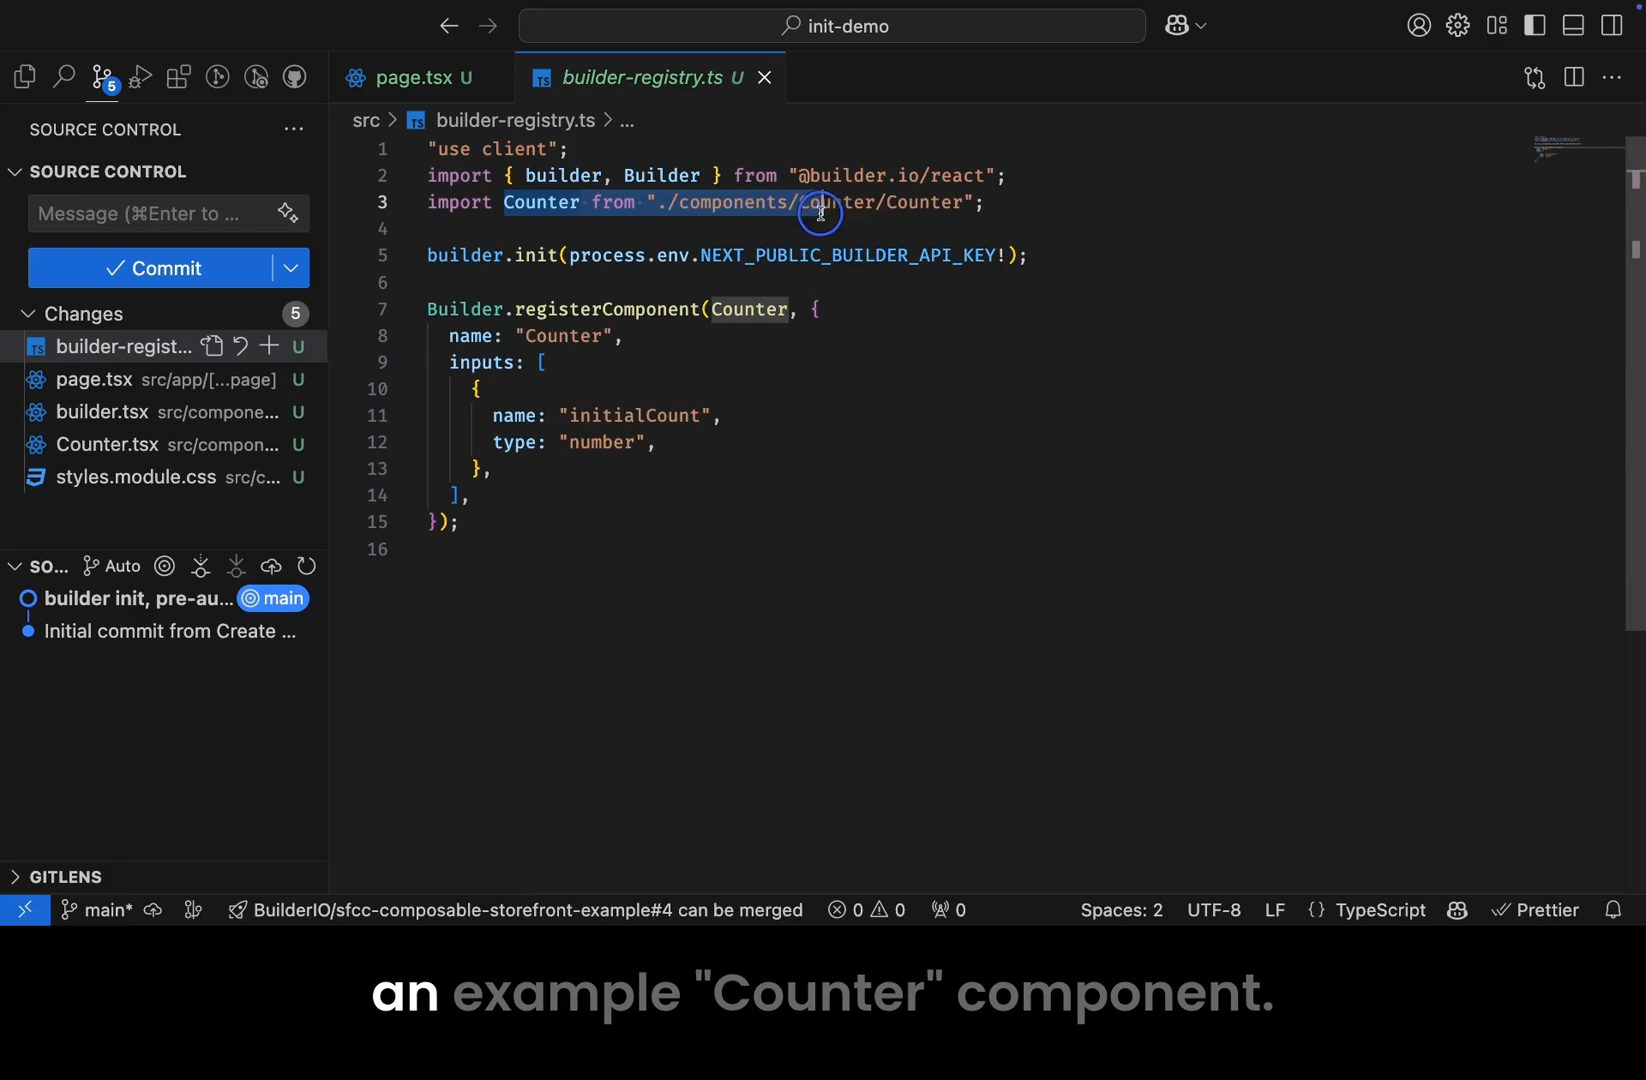 init-demo
5
page.tsx U
builder-registry.ts U
SOURCE CONTROL
src > TS builder-registry.ts > ...
SOURCE CONTROL
Message (⌘Enter to ...
Commit
Changes 5
TS builder-regist... U
page.tsx src/app/[...page] U
builder.tsx src/compone... U
Counter.tsx src/compon... U
styles.module.css src/c... U
SO... Auto
builder init, pre-au... main
Initial commit from Create ...
GITLENS
1 "use client";
2 import { builder, Builder } from "@builder.io/react";
3 import Counter from "./components/Counter/Counter";
4
5 builder.init(process.env.NEXT_PUBLIC_BUILDER_API_KEY!);
6
7 Builder.registerComponent(Counter, {
8 name: "Counter",
9 inputs: [
10 {
11 name: "initialCount",
12 type: "number",
13 },
14 ],
15 });
16
main* BuilderIO/sfcc-composable-storefront-example#4 can be merged 0 0 0 Spaces: 2 UTF-8 LF {} TypeScript Prettier
an example "Counter" component.